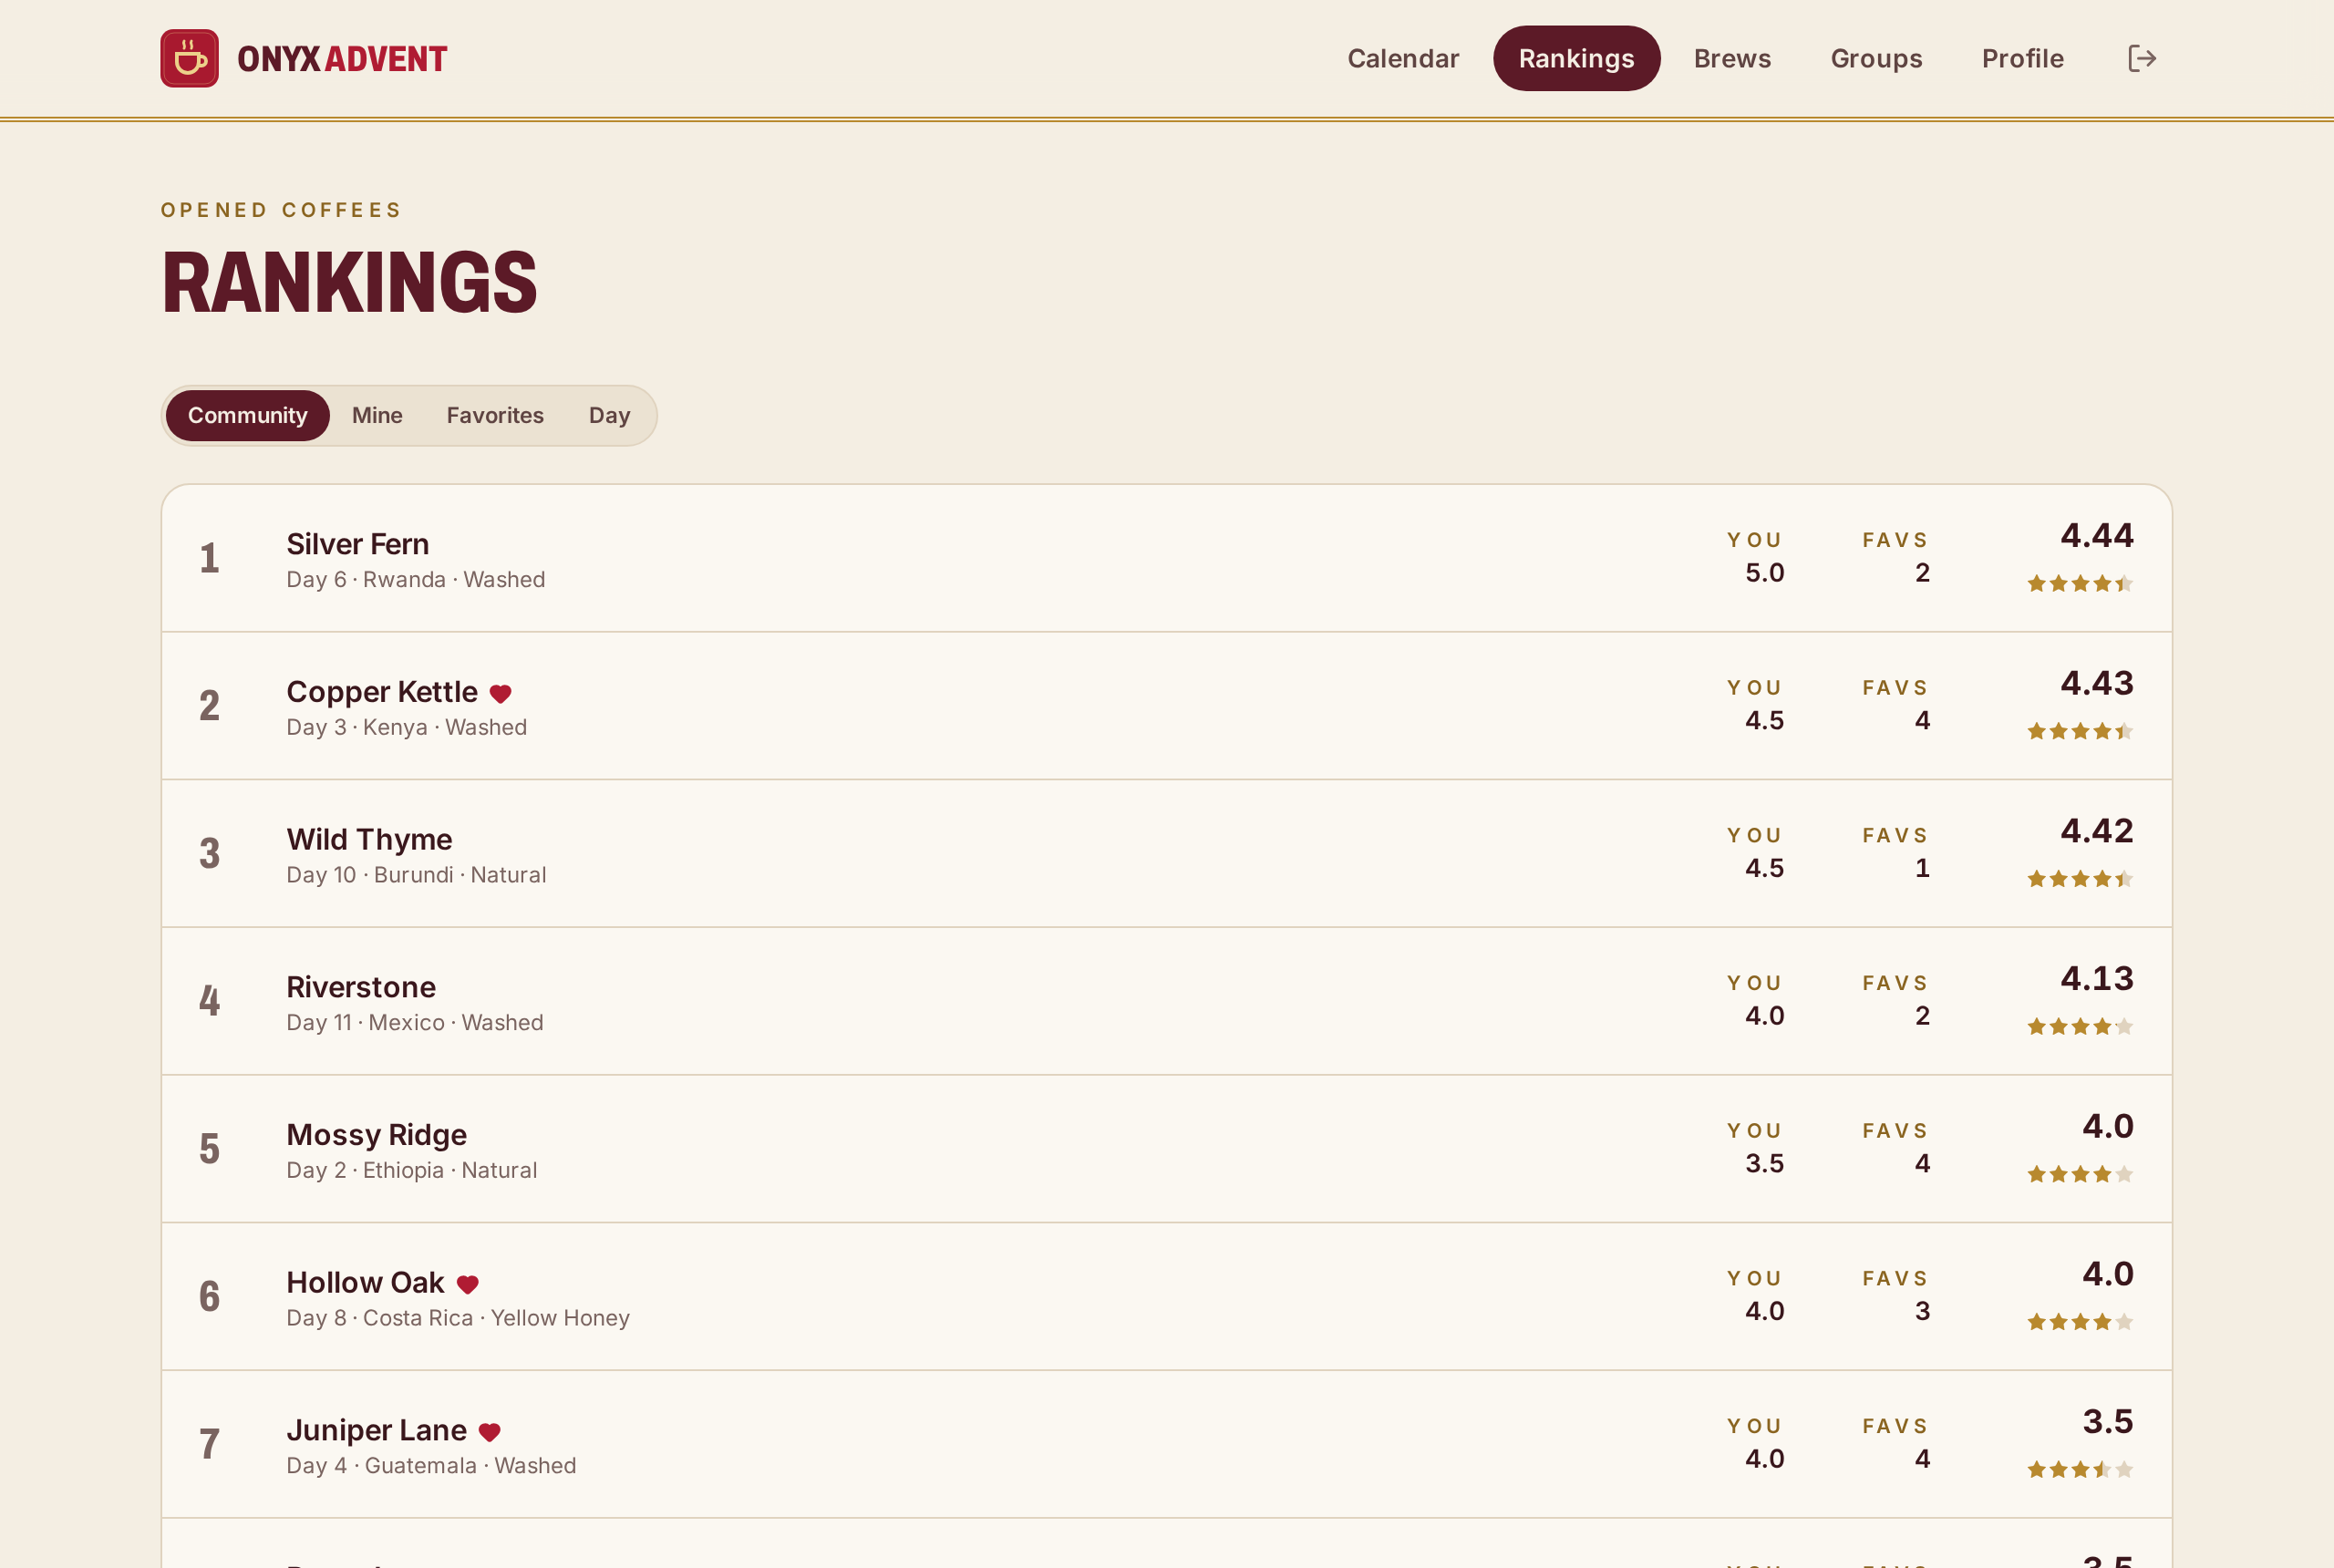 ONYX ADVENT
Calendar Rankings Brews Groups Profile
OPENED COFFEES
RANKINGS
Community Mine Favorites Day
1
Silver Fern
Day 6 · Rwanda · Washed
YOU
5.0
FAVS
2
4.44
2
Copper Kettle
Day 3 · Kenya · Washed
YOU
4.5
FAVS
4
4.43
3
Wild Thyme
Day 10 · Burundi · Natural
YOU
4.5
FAVS
1
4.42
4
Riverstone
Day 11 · Mexico · Washed
YOU
4.0
FAVS
2
4.13
5
Mossy Ridge
Day 2 · Ethiopia · Natural
YOU
3.5
FAVS
4
4.0
6
Hollow Oak
Day 8 · Costa Rica · Yellow Honey
YOU
4.0
FAVS
3
4.0
7
Juniper Lane
Day 4 · Guatemala · Washed
YOU
4.0
FAVS
4
3.5